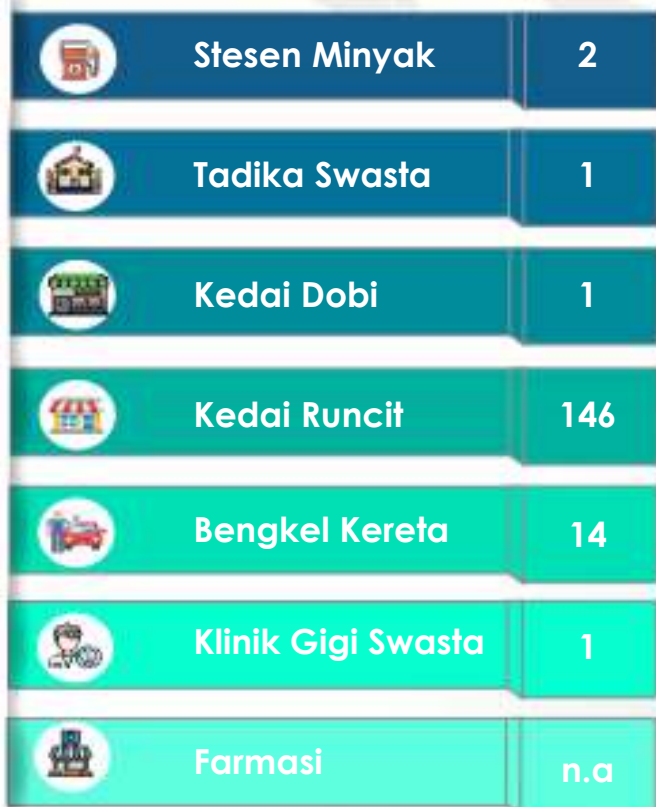 Stesen Minyak 2
Tadika Swasta 1
Kedai Dobi 1
Kedai Runcit 146
Bengkel Kereta 14
Klinik Gigi Swasta 1
Farmasi n.a